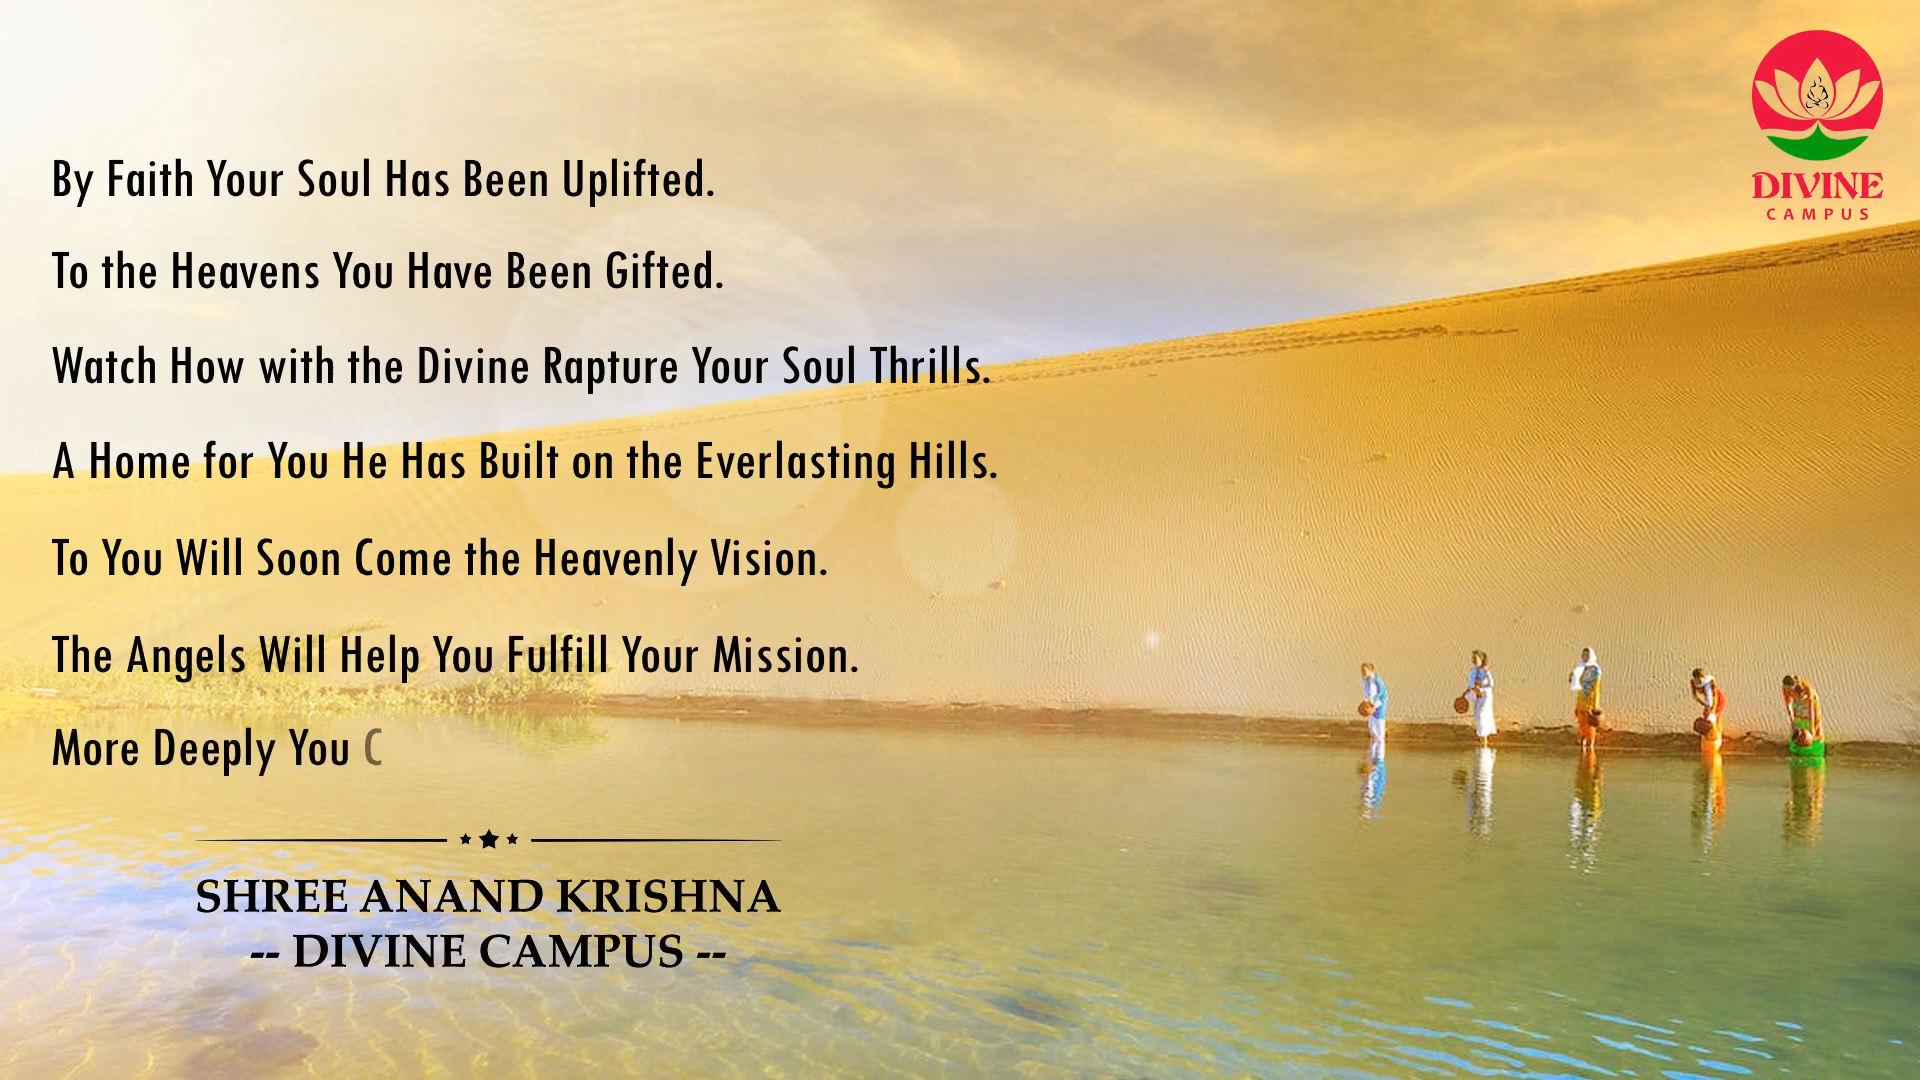 By Faith Your Soul Has Been Uplifted.
To the Heavens You Have Been Gifted.
Watch How with the Divine Rapture Your Soul Thrills.
A Home for You He Has Built on the Everlasting Hills.
To You Will Soon Come the Heavenly Vision.
The Angels Will Help You Fulfill Your Mission.
More Deeply You C
SHREE ANAND KRISHNA
-- DIVINE CAMPUS --
DIVINE
CAMPUS